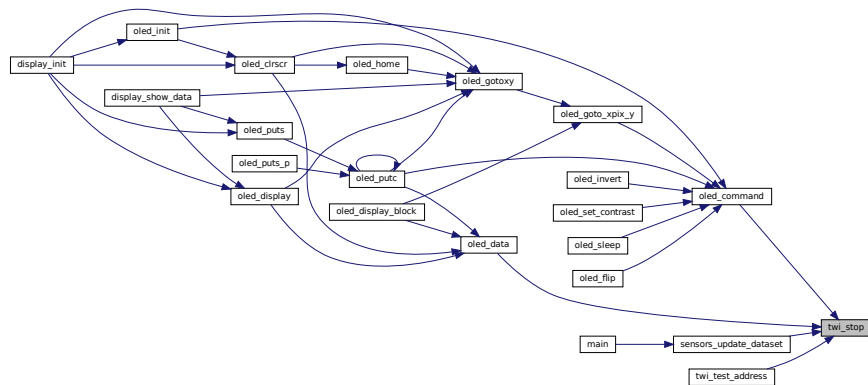 oled_init
display_init
oled_clrscr
oled_home
oled_gotoxy
display_show_data
oled_goto_xpix_y
oled_puts
oled_puts_p
oled_putc
oled_invert
oled_display
oled_command
oled_display_block
oled_set_contrast
oled_data
oled_sleep
oled_flip
twi_stop
main
sensors_update_dataset
twi_test_address